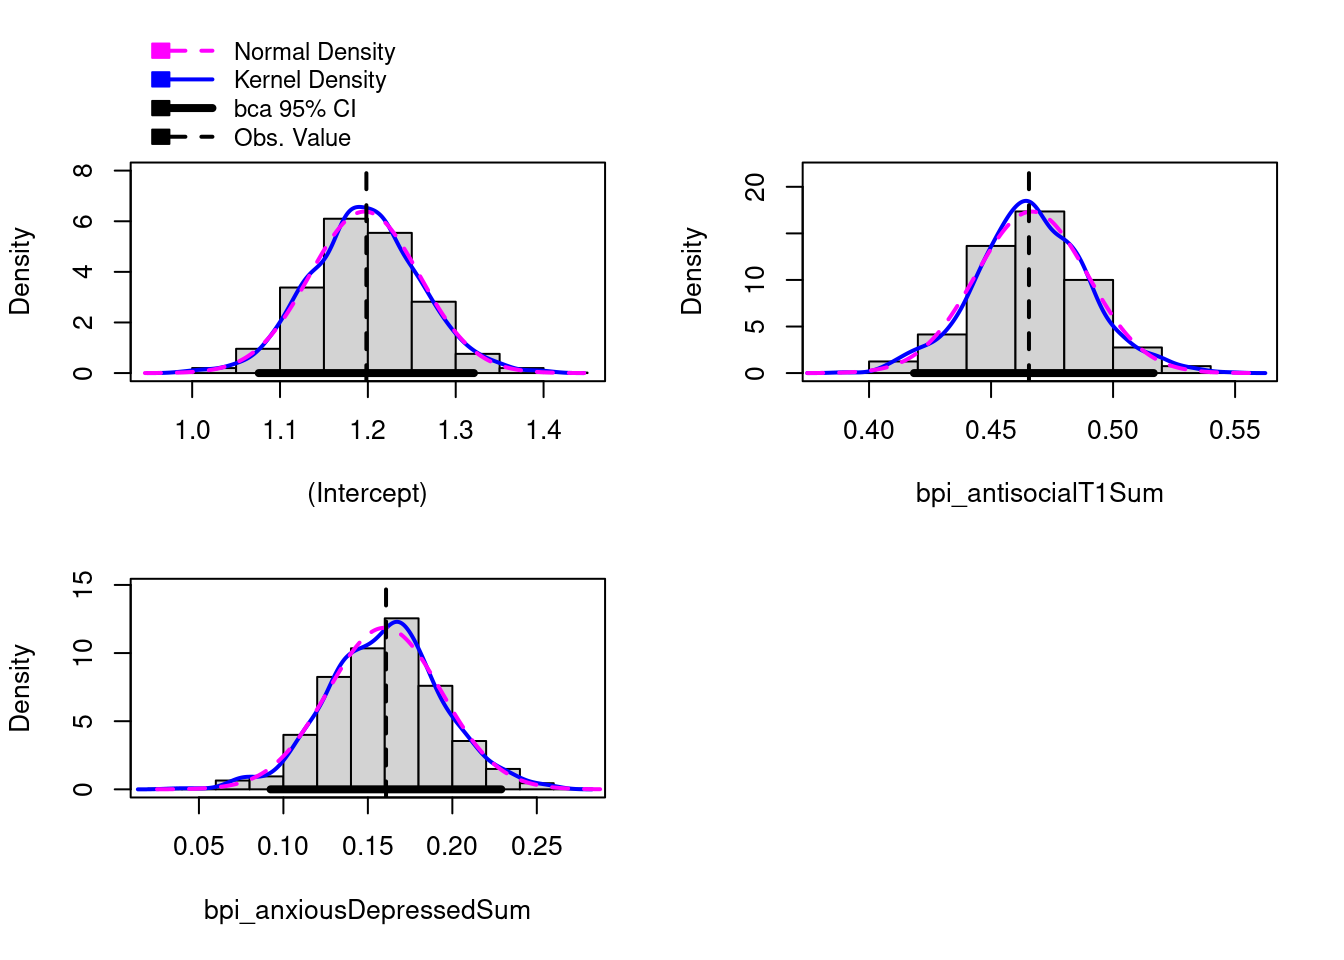 Normal Density
Kernel Density
bca 95% CI
Obs. Value
Density
0 2 4 6 8
1.0 1.1 1.2 1.3 1.4
(Intercept)
Density
0 5 10 20
0.40 0.45 0.50 0.55
bpi_antisocialT1Sum
Density
0 5 10 15
0.05 0.10 0.15 0.20 0.25
bpi_anxiousDepressedSum